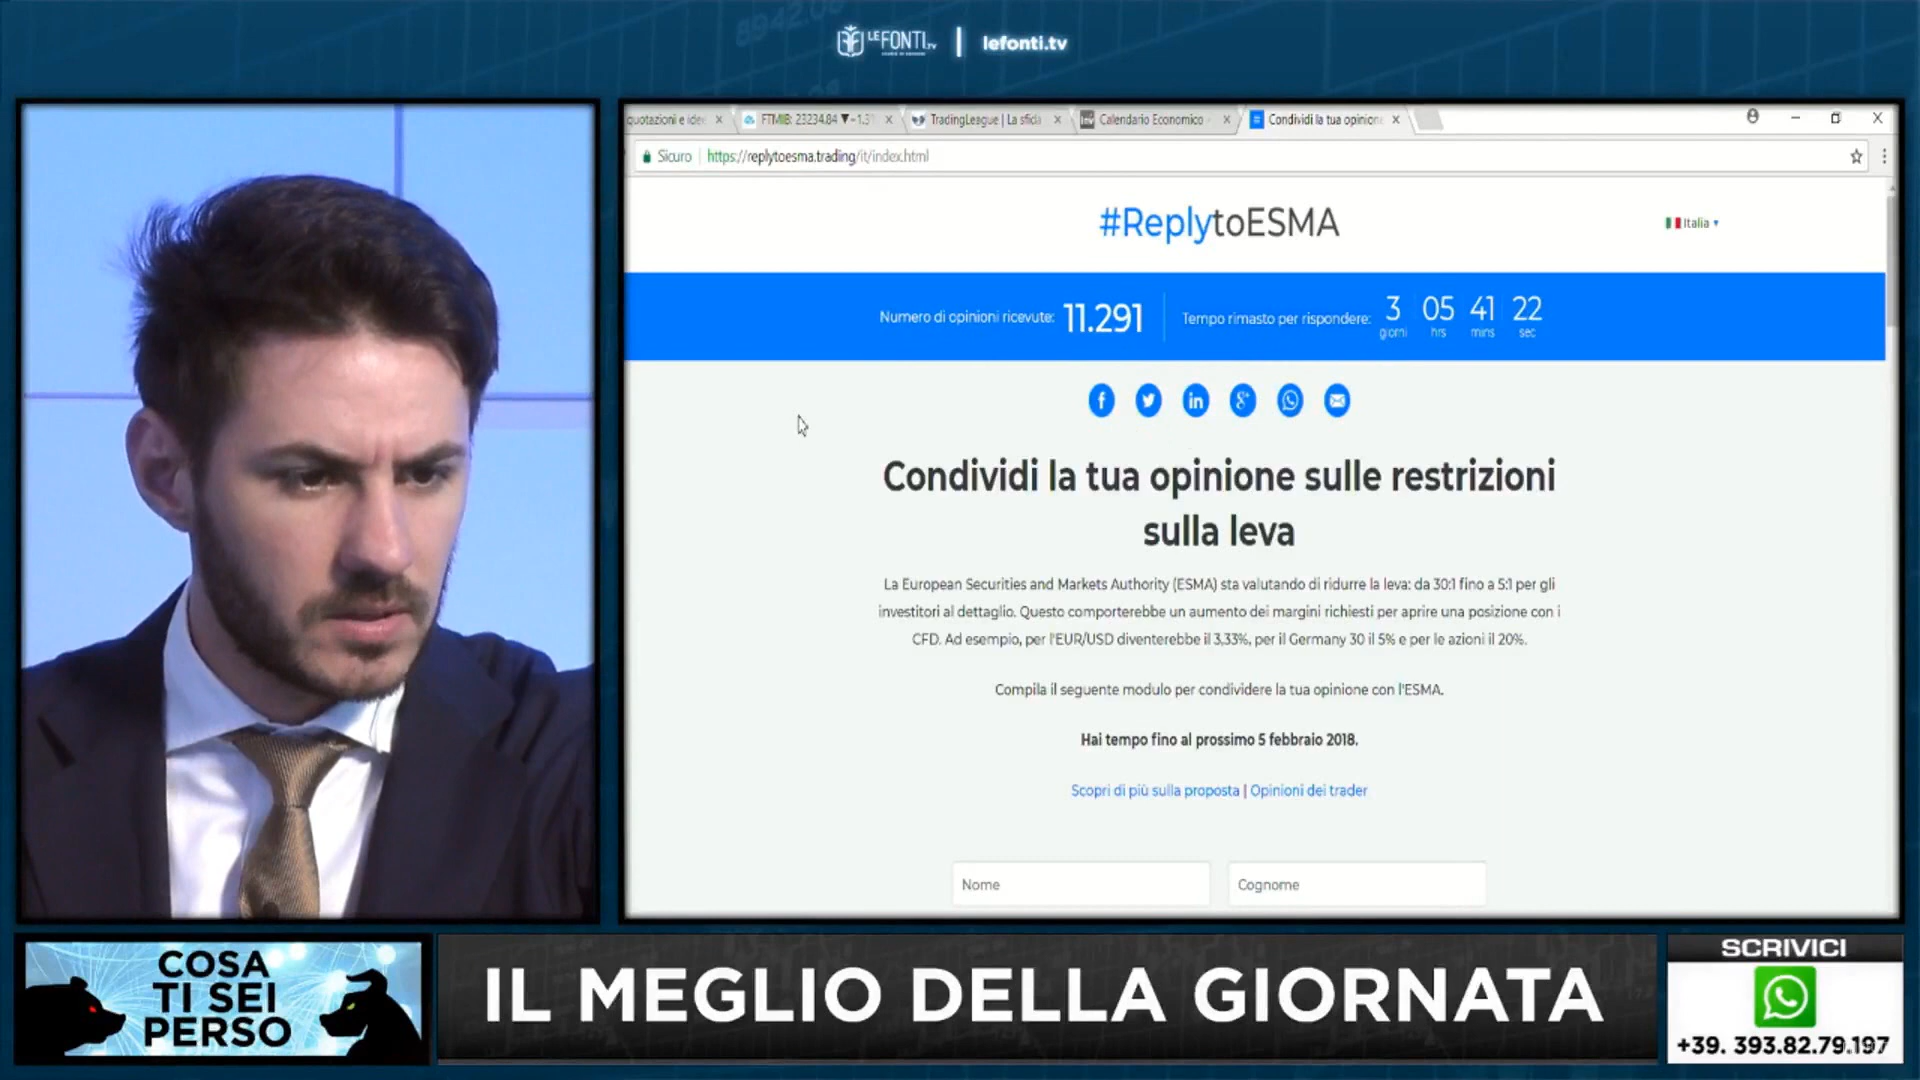 LEFONTI.TV
lefonti.tv
quotazioni e idee
FTMIB: 23234.84 ▼ -1.3
TradingLeague | La sfida
Calendario Economico -
Condividi la tua opinione
Sicuro
https://replytoesma.trading/it/index.html
#ReplytoESMA
Italia
Numero di opinioni ricevute: 11.291
Tempo rimasto per rispondere: 3 05 41 22
giorni hrs mins sec
Condividi la tua opinione sulle restrizioni
sulla leva
La European Securities and Markets Authority (ESMA) sta valutando di ridurre la leva: da 30:1 fino a 5:1 per gli
investitori al dettaglio. Questo comporterebbe un aumento dei margini richiesti per aprire una posizione con i
CFD. Ad esempio, per l'EUR/USD diventerebbe il 3,33%, per il Germany 30 il 5% e per le azioni il 20%.
Compila il seguente modulo per condividere la tua opinione con l'ESMA.
Hai tempo fino al prossimo 5 febbraio 2018.
Scopri di più sulla proposta | Opinioni dei trader
Nome
Cognome
COSA
TI SEI
PERSO
IL MEGLIO DELLA GIORNATA
SCRIVICI
+39. 393.82.79.197